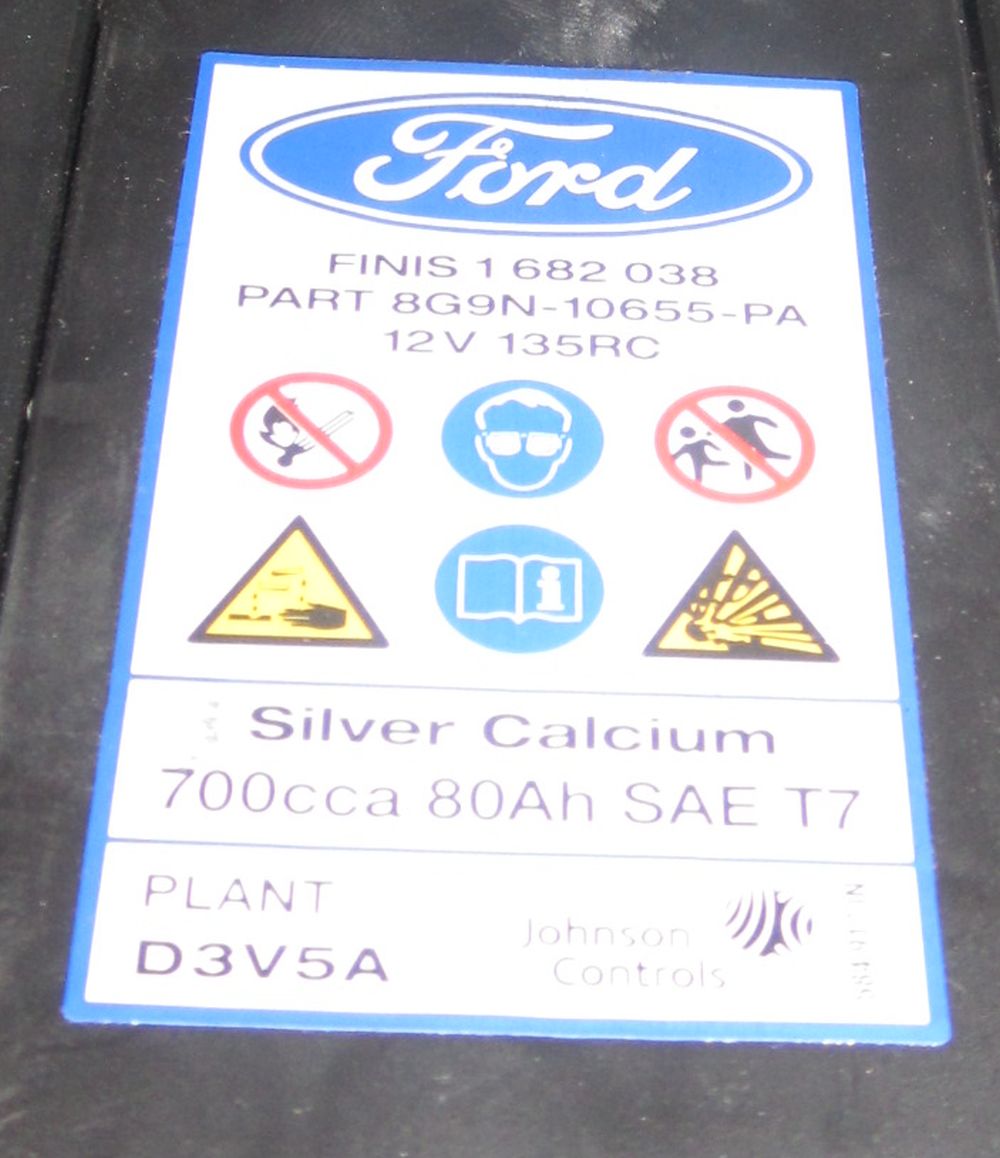 Ford
FINIS 1 682 038
PART 8G9N-10655-PA
12V 135RC
i
Silver Calcium
700cca 80Ah SAE T7
PLANT
D3V5A
Johnson
Controls